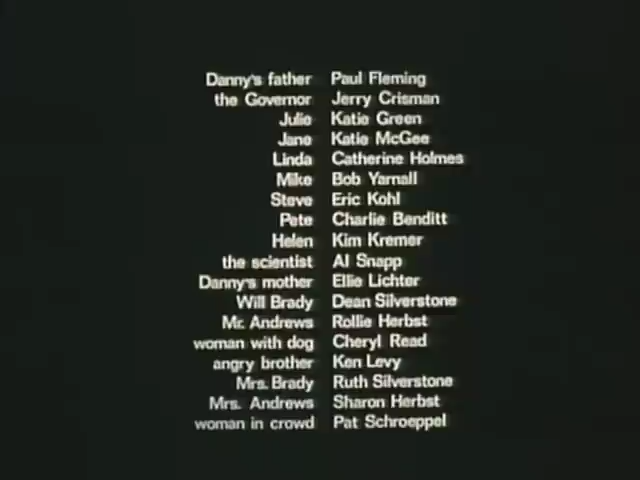 Danny's father Paul Fleming
the Governor Jerry Crisman
Julie Katie Green
Jane Katie McGee
Linda Catherine Holmes
Mike Bob Yarnall
Steve Eric Kohl
Pete Charlie Benditt
Helen Kim Kremer
the scientist Al Snapp
Danny's mother Ellie Lichter
Will Brady Dean Silverstone
Mr. Andrews Rollie Herbst
woman with dog Cheryl Read
angry brother Ken Levy
Mrs. Brady Ruth Silverstone
Mrs. Andrews Sharon Herbst
woman in crowd Pat Schroeppel